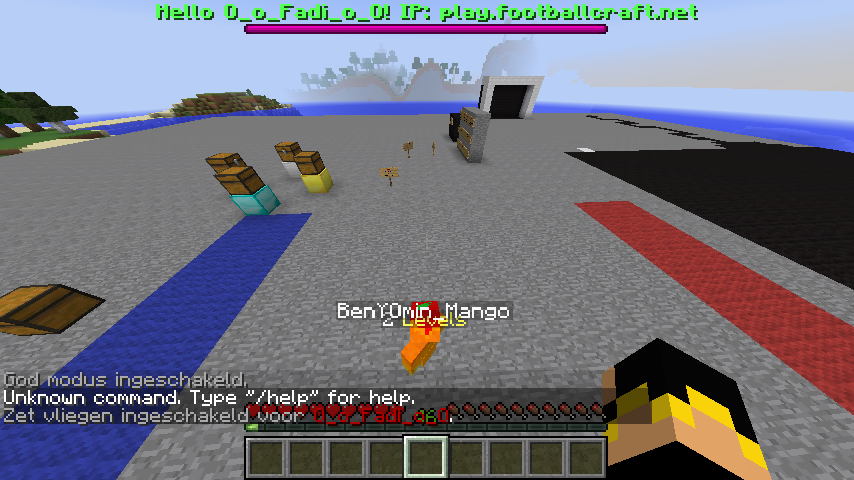 Hello O_o_Fadi_o_O! IP: play.footballcraft.net
BenYOmin_Mango
2 Levels
God modus ingeschakeld.
Unknown command. Type "/help" for help.
Zet vliegen ingeschakeld voor O_o_Fadi_o_O.